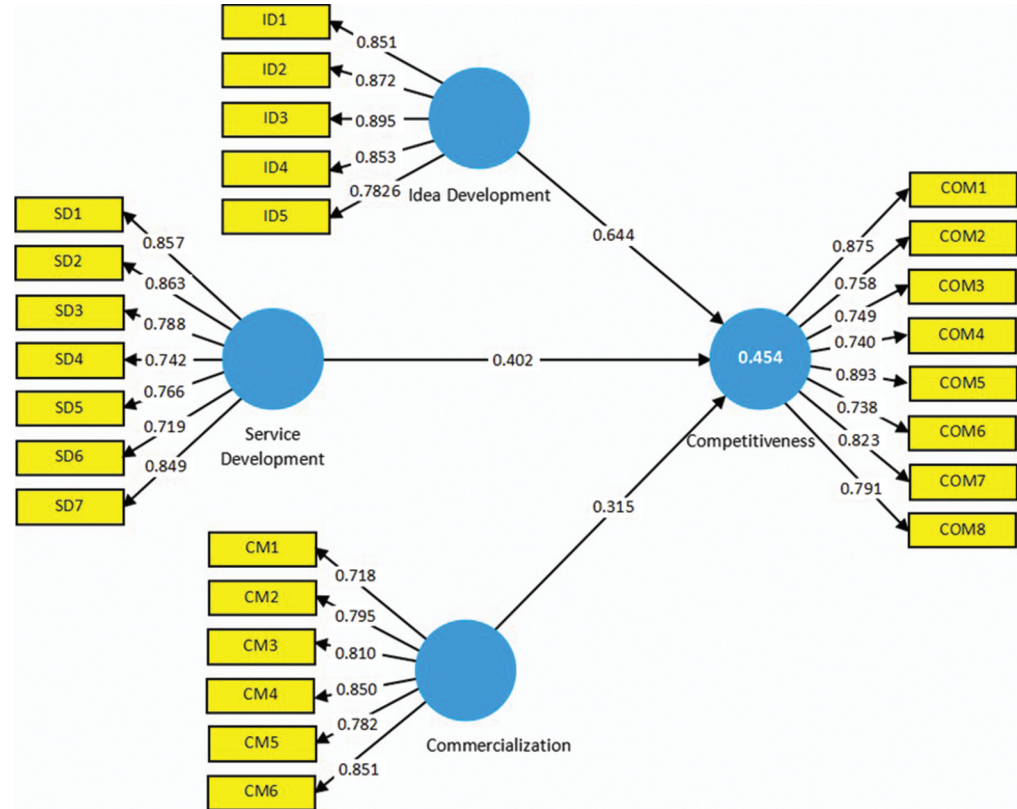 ID1
0.851
ID2
0.872
ID3
0.895
ID4
0.853
ID5
0.7826
Idea Development
0.644
SD1
0.857
SD2
0.863
SD3
0.788
SD4
0.742
SD5
0.766
SD6
0.719
SD7
0.849
Service
Development
0.402
0.454
Competitiveness
COM1
0.875
COM2
0.758
COM3
0.749
COM4
0.740
COM5
0.893
COM6
0.738
COM7
0.823
COM8
0.791
0.315
CM1
0.718
CM2
0.795
CM3
0.810
CM4
0.850
CM5
0.782
CM6
0.851
Commercialization